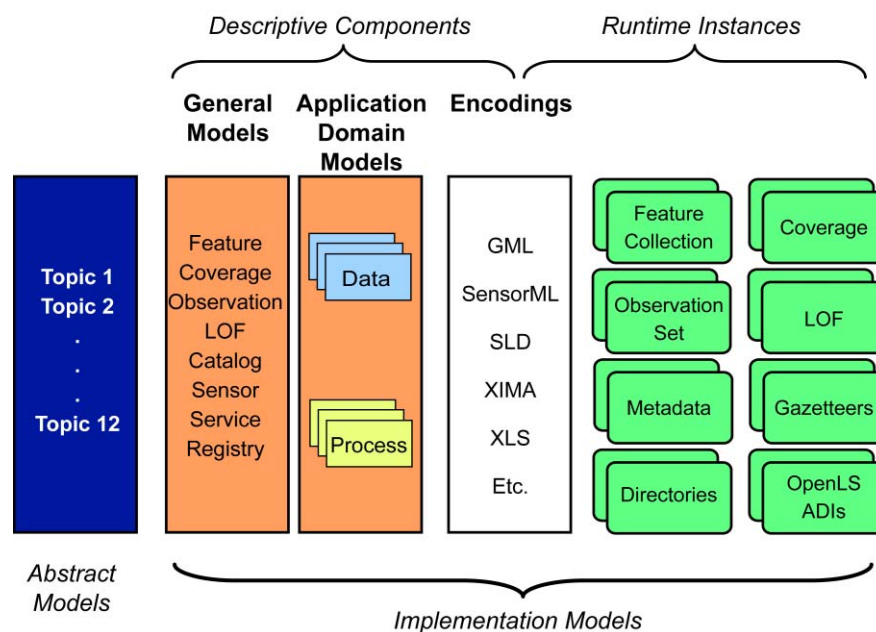 Descriptive Components
Runtime Instances
General
Models
Application
Domain
Models
Encodings
Topic 1
Topic 2
.
.
.
Topic 12
Feature
Coverage
Observation
LOF
Catalog
Sensor
Service
Registry
Data
Process
GML
SensorML
SLD
XIMA
XLS
Etc.
Feature
Collection
Coverage
Observation
Set
LOF
Metadata
Gazetteers
Directories
OpenLS
ADIs
Abstract
Models
Implementation Models